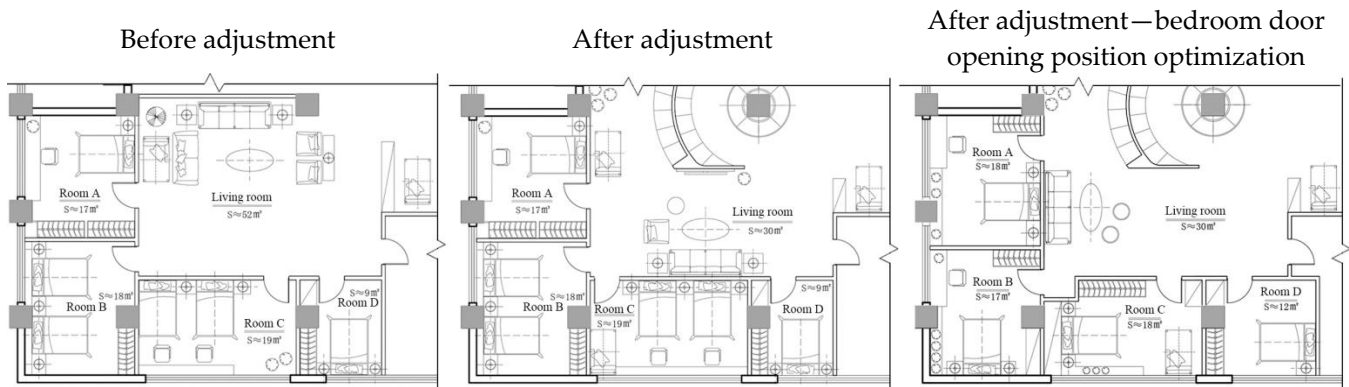 Before adjustment
After adjustment
After adjustment—bedroom door
opening position optimization
Room A
S≈17㎡
Living room
S≈52㎡
S≈18㎡
Room B
Room C
S≈19㎡
S≈9㎡
Room D
Room A
S≈17㎡
Living room
S≈30㎡
S≈18㎡
Room B
Room C
S≈19㎡
S≈9㎡
Room D
Room A
S≈18㎡
Living room
S≈30㎡
Room B
S≈17㎡
Room C
S≈18㎡
Room D
S≈12㎡